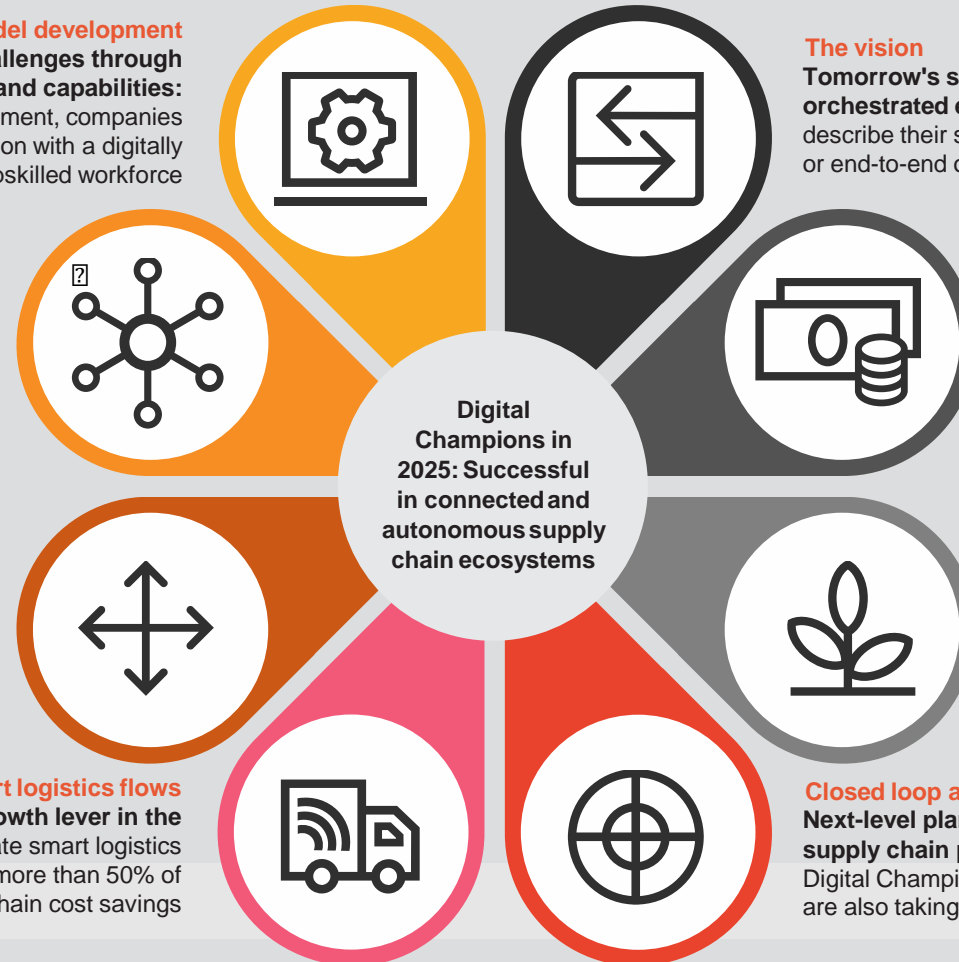 del development
allenges through
and capabilities:
ment, companies
on with a digitally
oskilled workforce
The vision
Tomorrow's s
orchestrated e
describe their s
or end-to-end c
?
Digital
Champions in
2025: Successful
in connected and
autonomous supply
chain ecosystems
rt logistics flows
owth lever in the
ate smart logistics
more than 50% of
hain cost savings
Closed loop a
Next-level plan
supply chain p
Digital Champi
are also taking